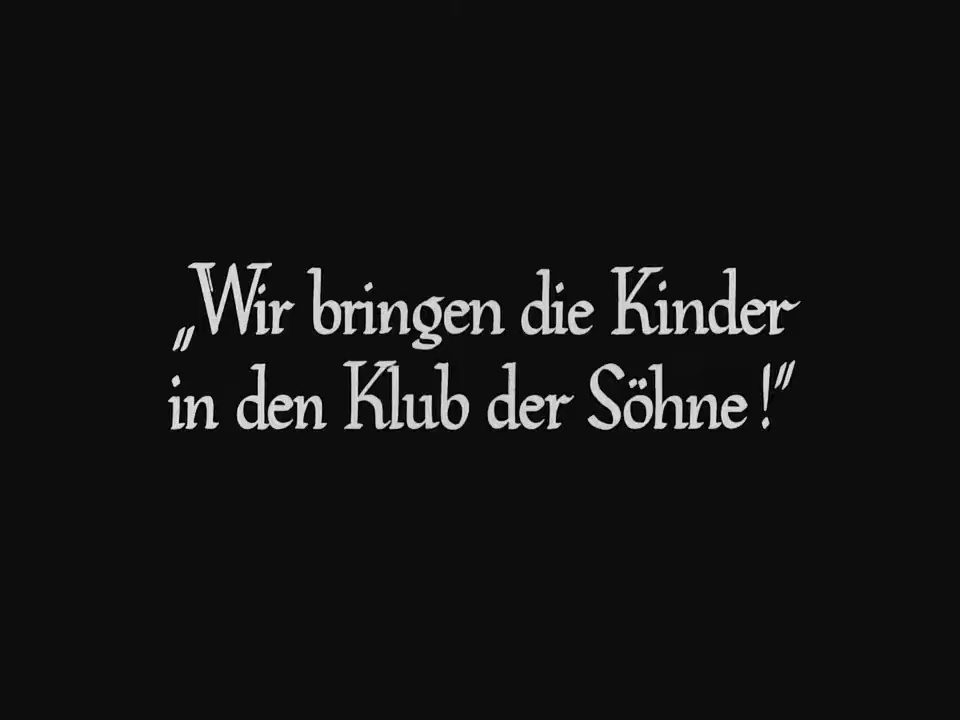 „Wir bringen die Kinder
in den Klub der Söhne!”